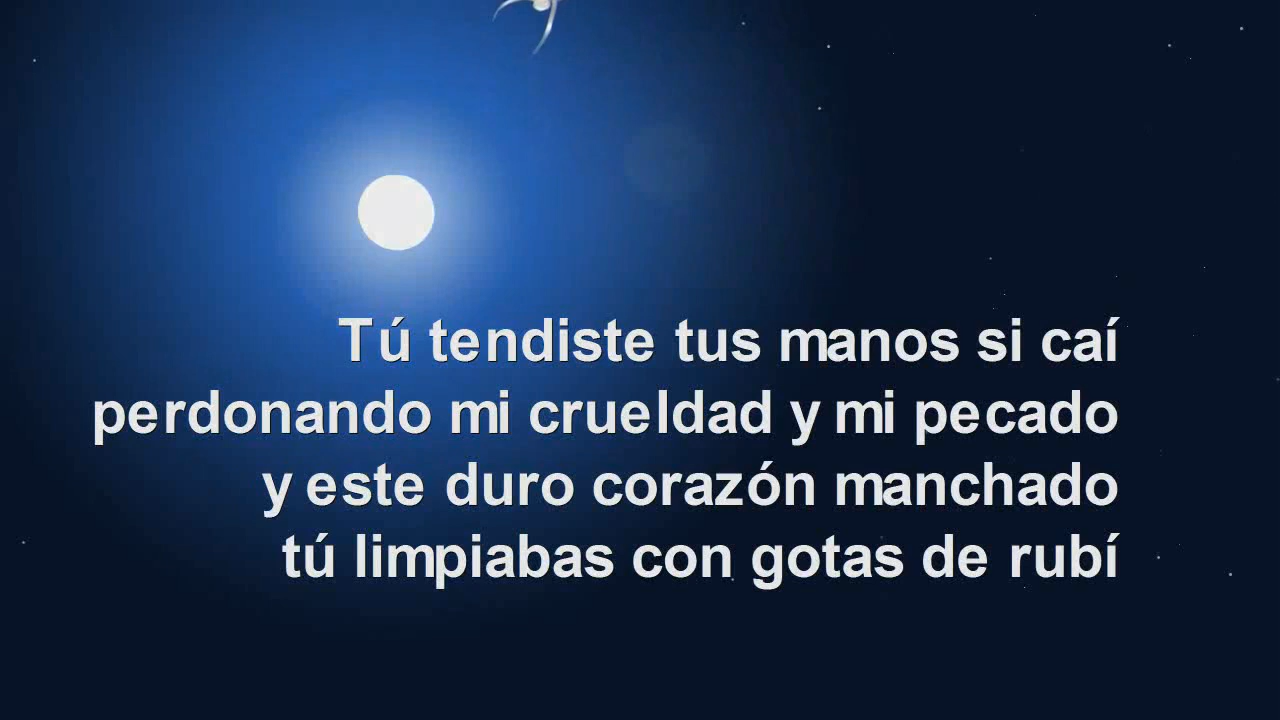 Tú tendiste tus manos si caí
perdonando mi crueldad y mi pecado
y este duro corazón manchado
tú limpiabas con gotas de rubí